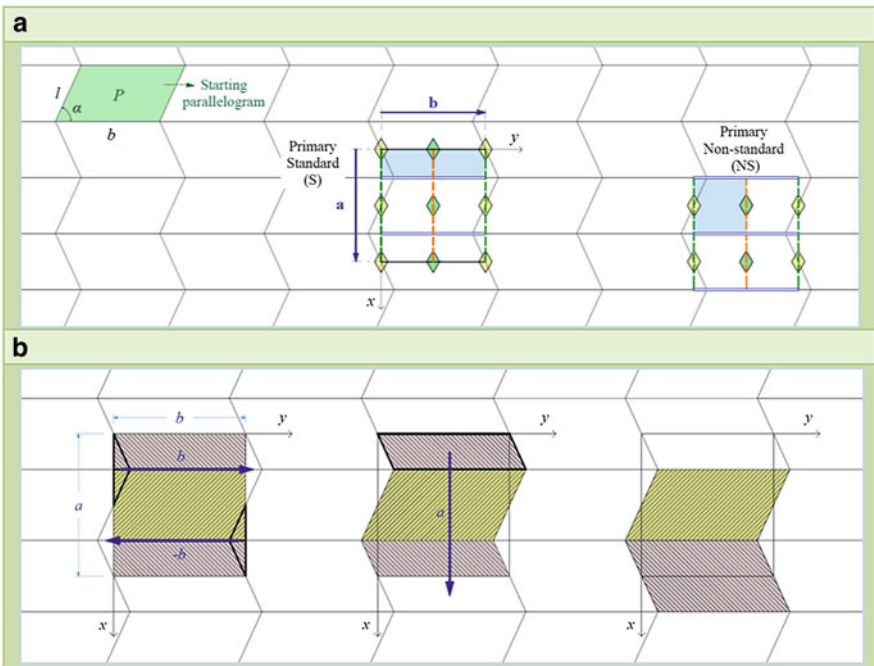 a
l
α
P
b
Starting
parallelogram
b
y
Primary
Standard
(S)
a
x
Primary
Non-standard
(NS)
b
b
y
b
a
-b
x
y
a
x
y
x